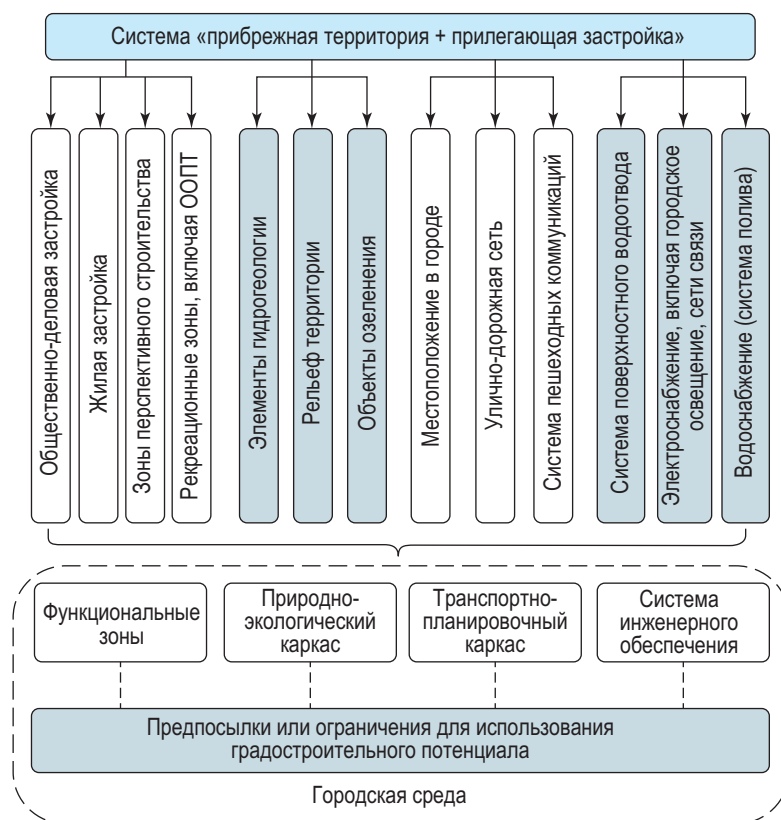 Система «прибрежная территория + прилегающая застройка»
Общественно-деловая застройка
Жилая застройка
Зоны перспективного строительства
Рекреационные зоны, включая ООПТ
Элементы гидрогеологии
Рельеф территории
Объекты озеленения
Местоположение в городе
Улично-дорожная сеть
Система пешеходных коммуникаций
Система поверхностного водоотвода
Электроснабжение, включая городское
освещение, сети связи
Водоснабжение (система полива)
Функциональные
зоны
Природно-
экологический
каркас
Транспортно-
планировочный
каркас
Система
инженерного
обеспечения
Предпосылки или ограничения для использования
градостроительного потенциала
Городская среда